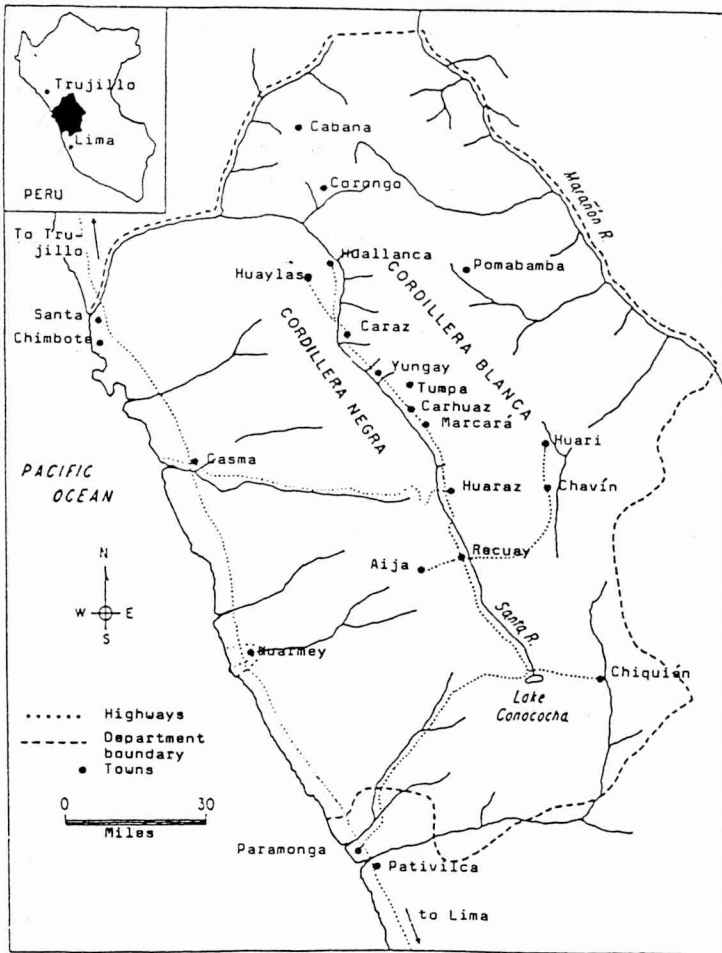 Trujillo
Lima
PERU
To Tru-
jillo
Cabana
Corongo
Marañón R.
Huallanca
Huaylas
Pomabamba
CORDILLERA BLANCA
CORDILLERA NEGRA
Santa
Chimbote
Caraz
Yungay
Tumpa
Carhuaz
Marcará
Huari
Casma
PACIFIC
OCEAN
Huaraz
Chavín
N
W E
S
Recuay
Aija
Santa R.
Huarmey
Chiquián
Lake
Conococha
Highways
Department
boundary
Towns
0 30
Miles
Paramonga
Pativilca
to Lima